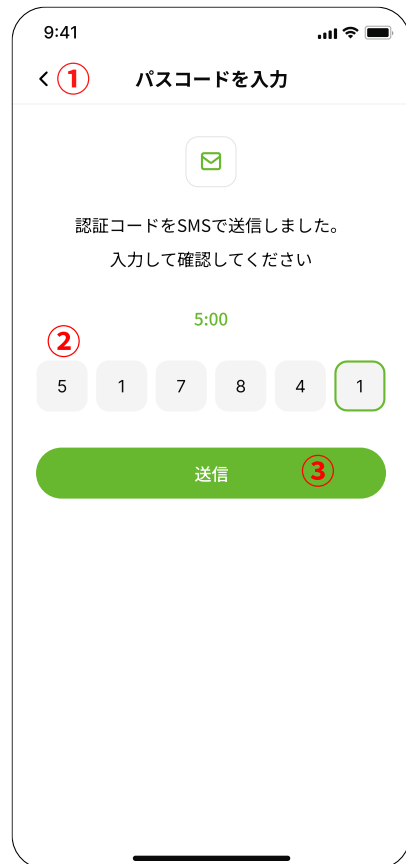 9:41
① パスコードを入力
認証コードをSMSで送信しました。
入力して確認してください
5:00
②
5 1 7 8 4 1
送信 ③